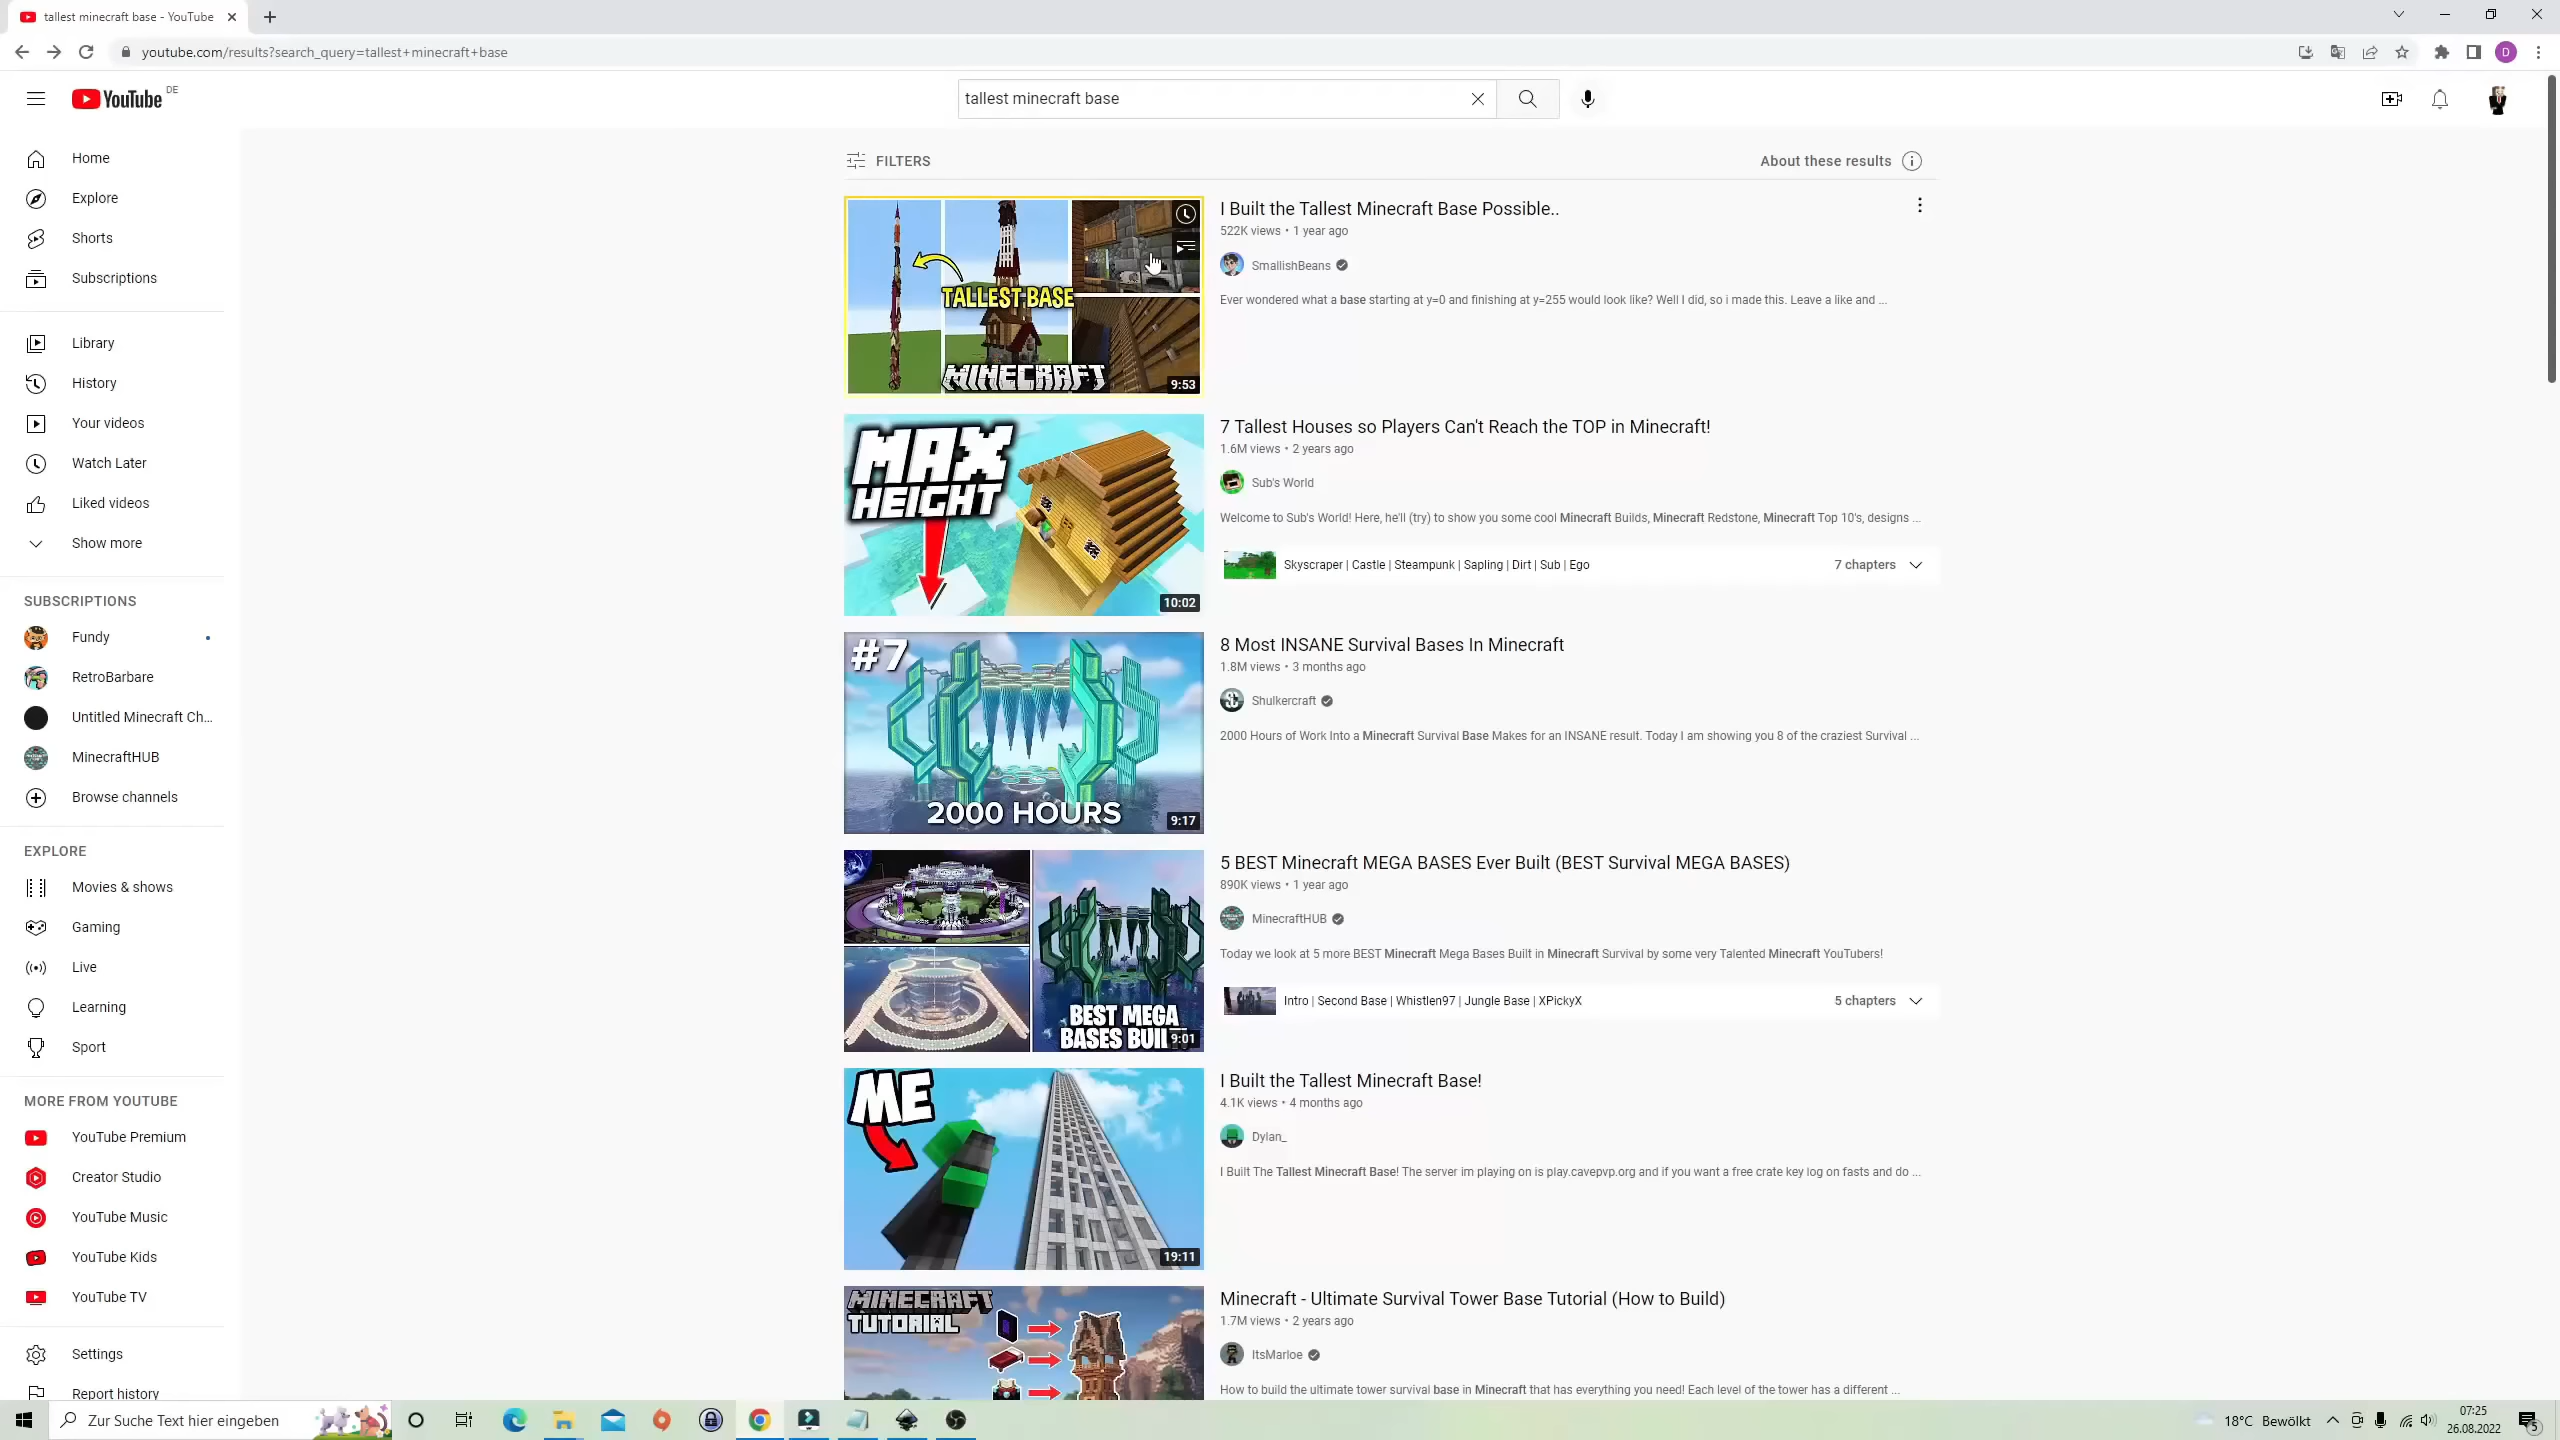 tallest minecraft base - YouTube
youtube.com/results?search_query=tallest+minecraft+base
D
YouTube DE
tallest minecraft base
Home
Explore
Shorts
Subscriptions
Library
History
Your videos
Watch Later
Liked videos
Show more
SUBSCRIPTIONS
Fundy
RetroBarbare
Untitled Minecraft Ch...
MinecraftHUB
Browse channels
EXPLORE
Movies & shows
Gaming
Live
Learning
Sport
MORE FROM YOUTUBE
YouTube Premium
Creator Studio
YouTube Music
YouTube Kids
YouTube TV
Settings
Report history
FILTERS
About these results
TALLEST BASE
MINECRAFT
9:53
I Built the Tallest Minecraft Base Possible..
522K views • 1 year ago
SmallishBeans
Ever wondered what a base starting at y=0 and finishing at y=255 would look like? Well I did, so i made this. Leave a like and ...
MAX
HEIGHT
10:02
7 Tallest Houses so Players Can't Reach the TOP in Minecraft!
1.6M views • 2 years ago
Sub's World
Welcome to Sub's World! Here, he'll (try) to show you some cool Minecraft Builds, Minecraft Redstone, Minecraft Top 10's, designs ...
Skyscraper | Castle | Steampunk | Sapling | Dirt | Sub | Ego
7 chapters
#7
2000 HOURS
9:17
8 Most INSANE Survival Bases In Minecraft
1.8M views • 3 months ago
Shulkercraft
2000 Hours of Work Into a Minecraft Survival Base Makes for an INSANE result. Today I am showing you 8 of the craziest Survival ...
BEST MEGA
BASES BUI
9:01
5 BEST Minecraft MEGA BASES Ever Built (BEST Survival MEGA BASES)
890K views • 1 year ago
MinecraftHUB
Today we look at 5 more BEST Minecraft Mega Bases Built in Minecraft Survival by some very Talented Minecraft YouTubers!
Intro | Second Base | Whistlen97 | Jungle Base | XPickyX
5 chapters
ME
19:11
I Built the Tallest Minecraft Base!
4.1K views • 4 months ago
Dylan_
I Built The Tallest Minecraft Base! The server im playing on is play.cavepvp.org and if you want a free crate key log on fasts and do ...
MINECRAFT
TUTORIAL
Minecraft - Ultimate Survival Tower Base Tutorial (How to Build)
1.7M views • 2 years ago
ItsMarloe
How to build the ultimate tower survival base in Minecraft that has everything you need! Each level of the tower has a different ...
Zur Suche Text hier eingeben
18°C Bewölkt
07:25
26.08.2022
5